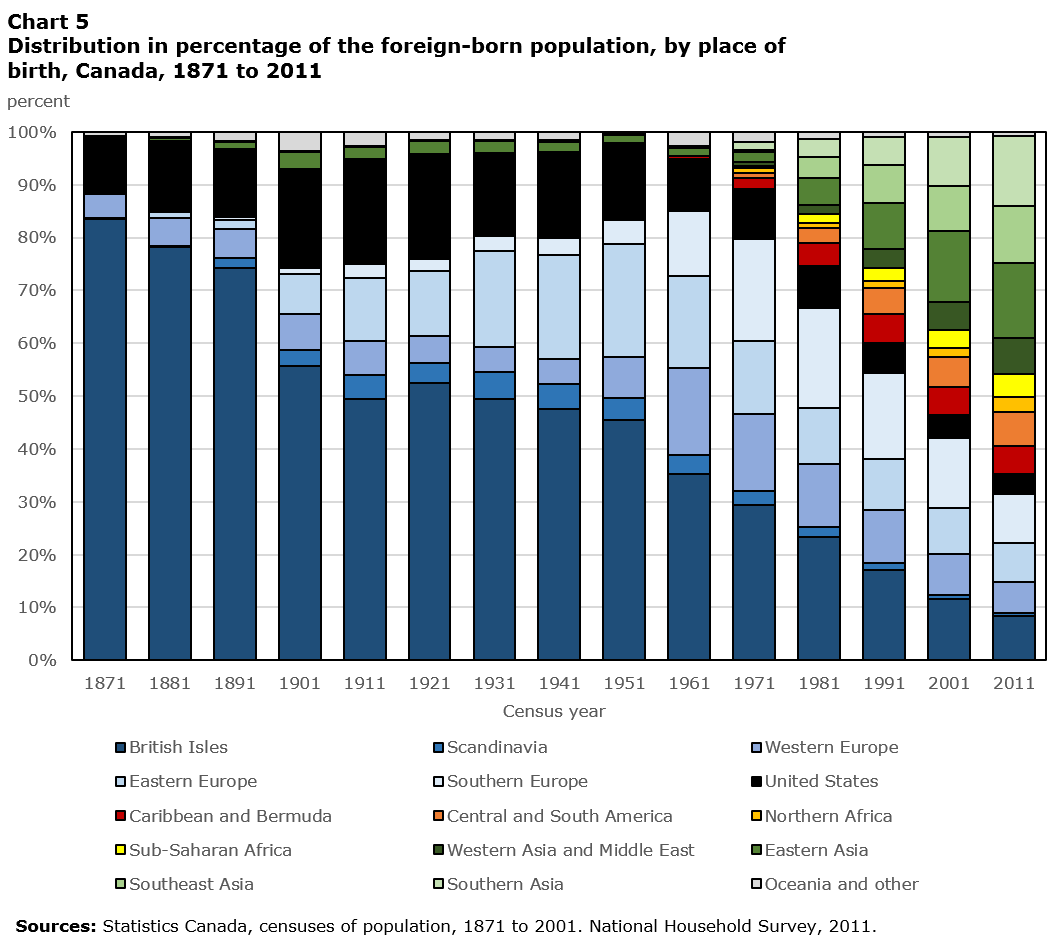 Chart 5
Distribution in percentage of the foreign-born population, by place of
birth, Canada, 1871 to 2011
percent
100%
90%
80%
70%
60%
50%
40%
30%
20%
10%
0%
1871 1881 1891 1901 1911 1921 1931 1941 1951 1961 1971 1981 1991 2001 2011
Census year
British Isles Scandinavia Western Europe
Eastern Europe Southern Europe United States
Caribbean and Bermuda Central and South America Northern Africa
Sub-Saharan Africa Western Asia and Middle East Eastern Asia
Southeast Asia Southern Asia Oceania and other
Sources: Statistics Canada, censuses of population, 1871 to 2001. National Household Survey, 2011.